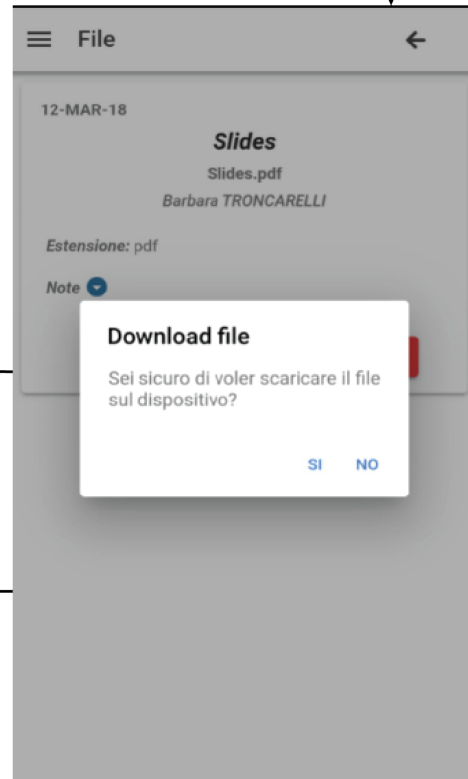 File
12-MAR-18
Slides
Slides.pdf
Barbara TRONCARELLI
Estensione: pdf
Note
Download file
Sei sicuro di voler scaricare il file
sul dispositivo?
SI NO